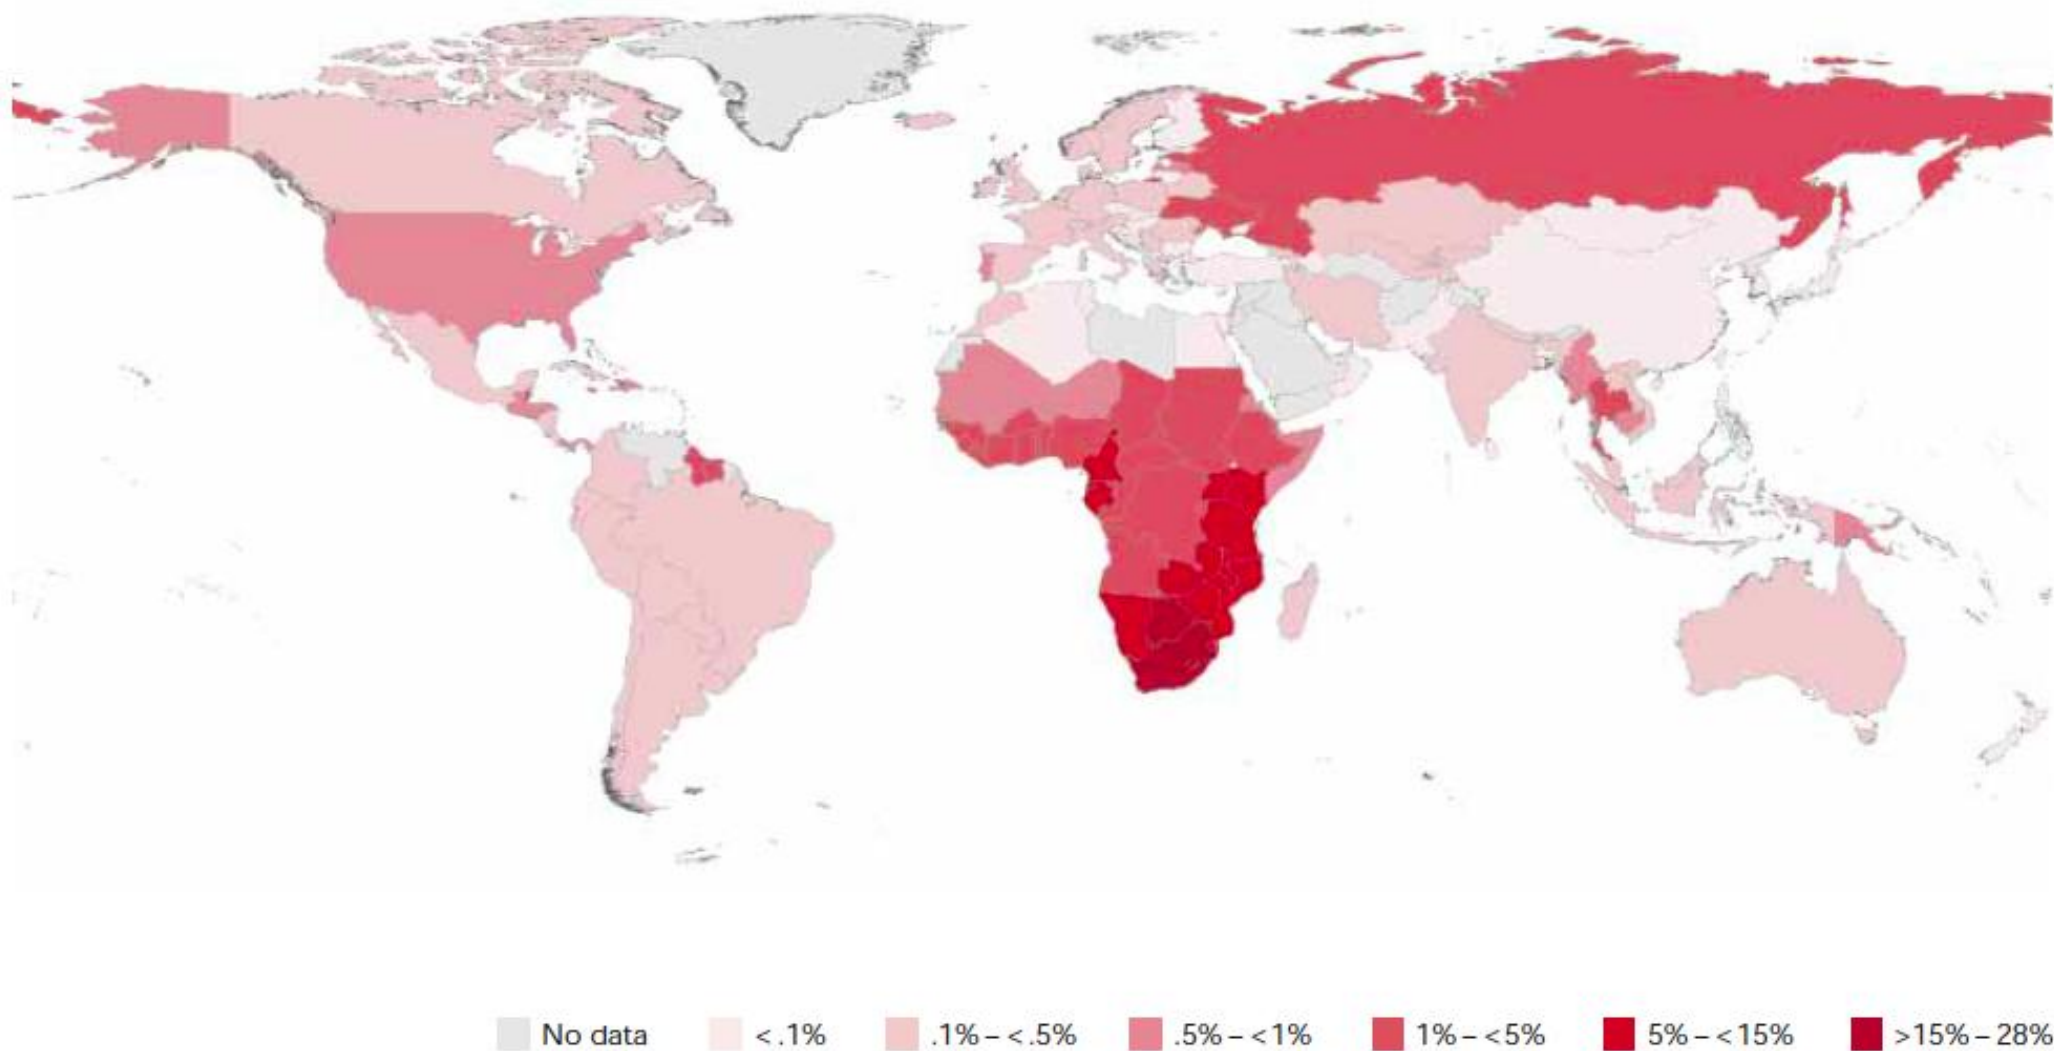 No data < .1% .1% – < .5% .5% – <1% 1% – <5% 5% – <15% >15% – 28%